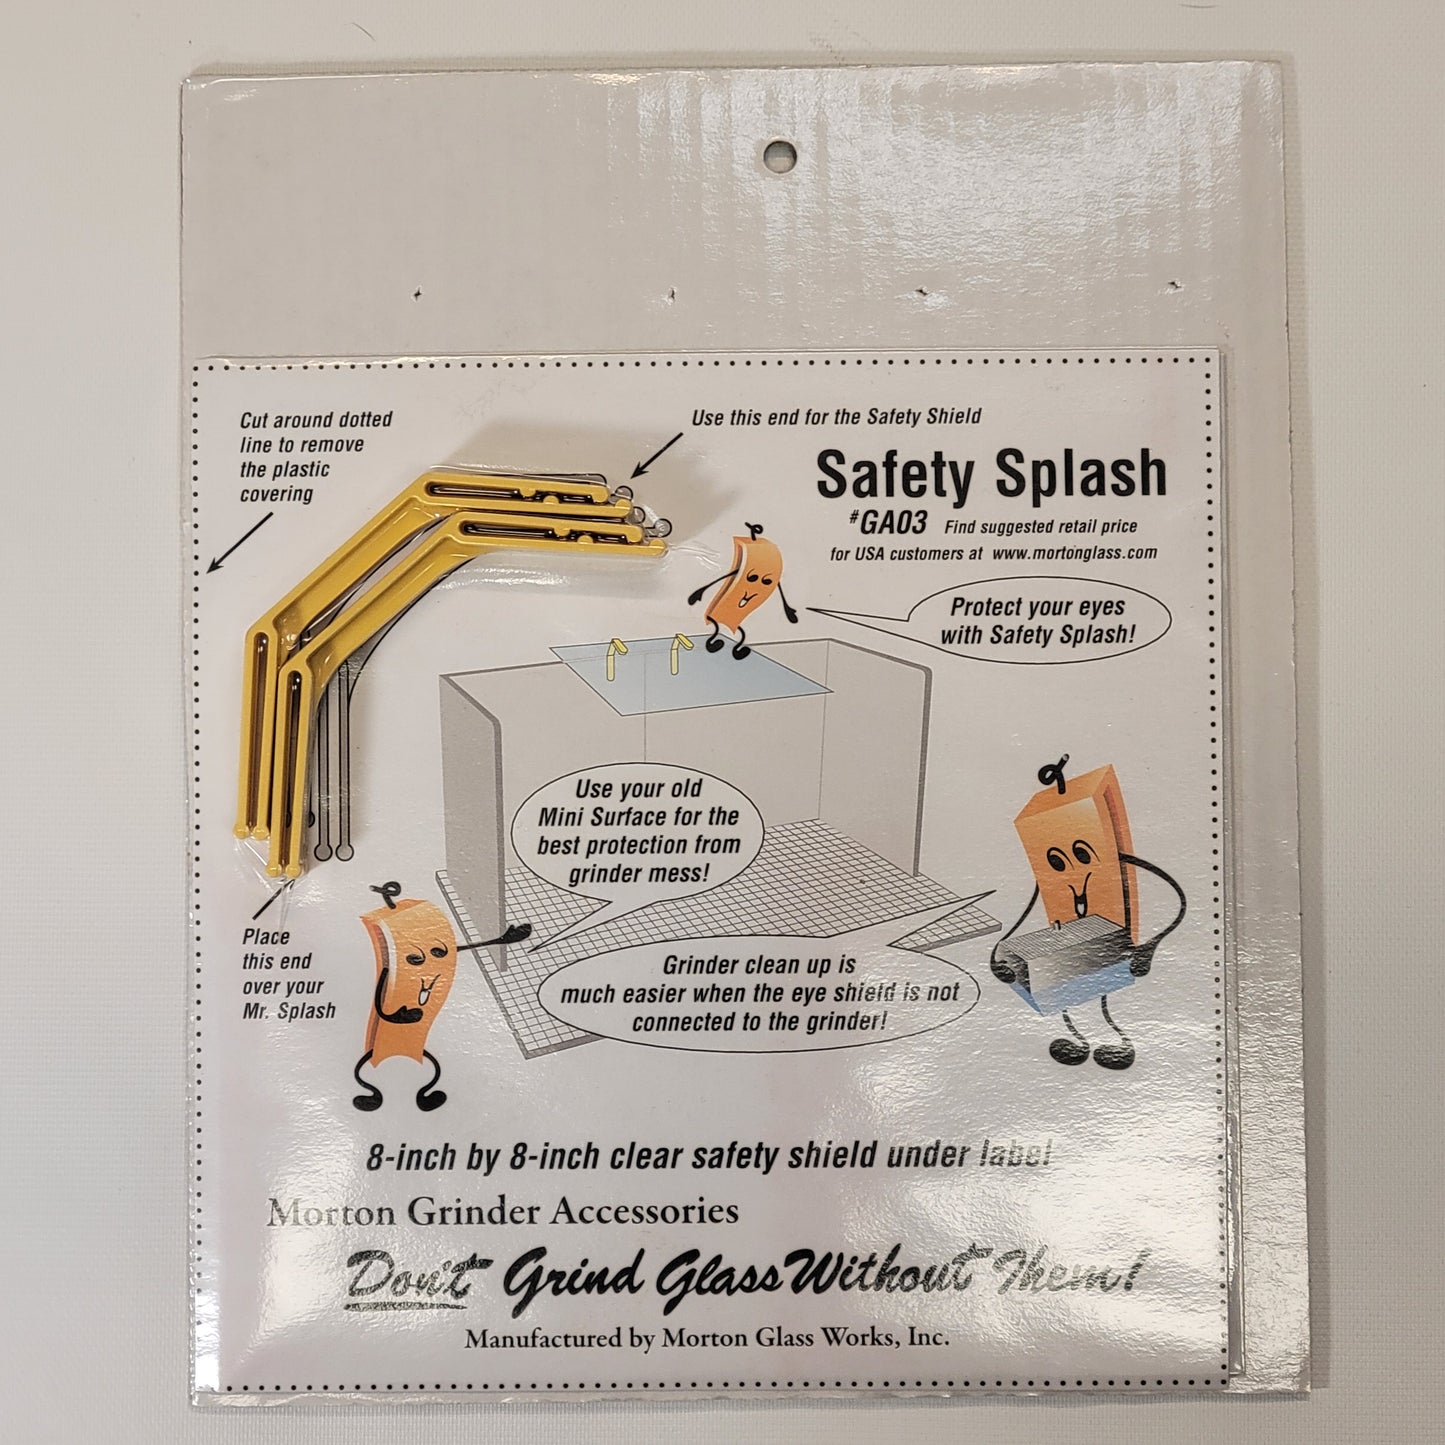 Cut around dotted
line to remove
the plastic
covering
Use this end for the Safety Shield
Safety Splash
#GA03 Find suggested retail price
for USA customers at www.mortonglass.com
Protect your eyes
with Safety Splash!
Use your old
Mini Surface for the
best protection from
grinder mess!
Place
this end
over your
Mr. Splash
Grinder clean up is
much easier when the eye shield is not
connected to the grinder!
8-inch by 8-inch clear safety shield under label
Morton Grinder Accessories
Don't Grind Glass Without Them!
Manufactured by Morton Glass Works, Inc.